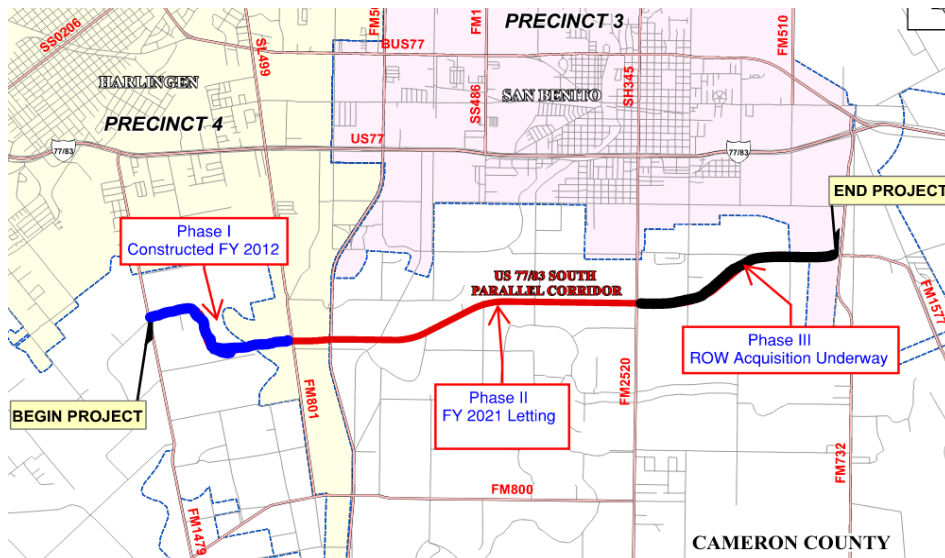 SS0206
SL499
FM50
BUS77
FM1
PRECINCT 3
FM510
HARLINGEN
PRECINCT 4
SS486
SAN BENITO
SH345
US77
77/83
77/83
END PROJECT
Phase I
Constructed FY 2012
US 77/83 SOUTH
PARALLEL CORRIDOR
FM1577
Phase III
ROW Acquisition Underway
BEGIN PROJECT
FM801
Phase II
FY 2021 Letting
FM2520
FM732
FM800
FM1479
CAMERON COUNTY